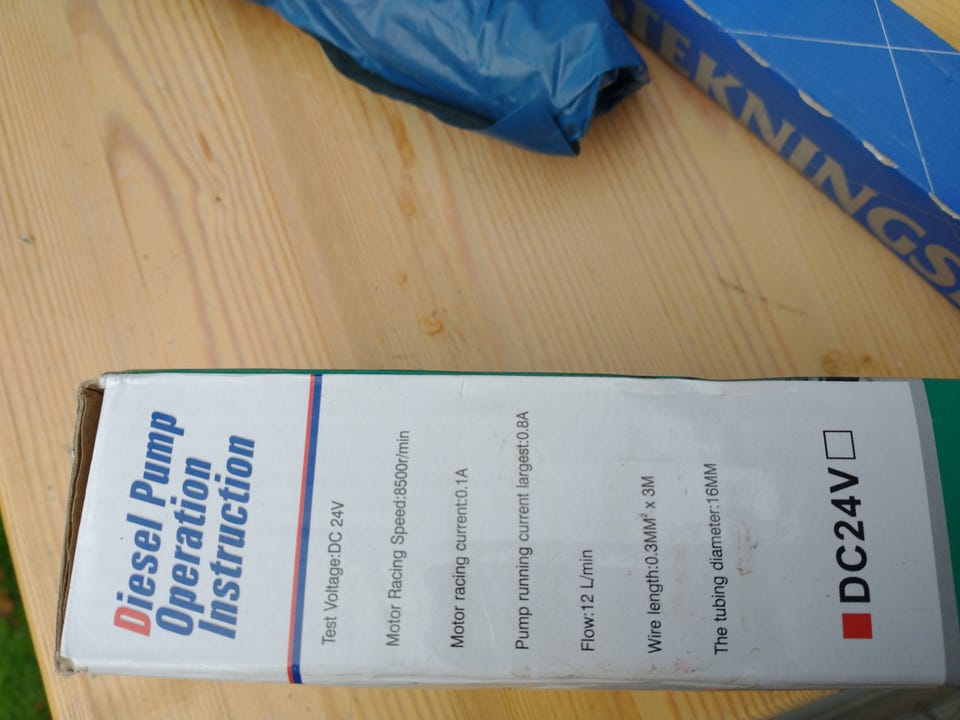 Diesel Pump
Operation
Instruction
Test Voltage:DC 24V
Motor Racing Speed:8500r/min
Motor racing current:0.1A
Pump running current largest:0.8A
Flow:12 L/min
Wire length:0.3MM² x 3M
The tubing diameter:16MM
DC24V
TEKNINGS